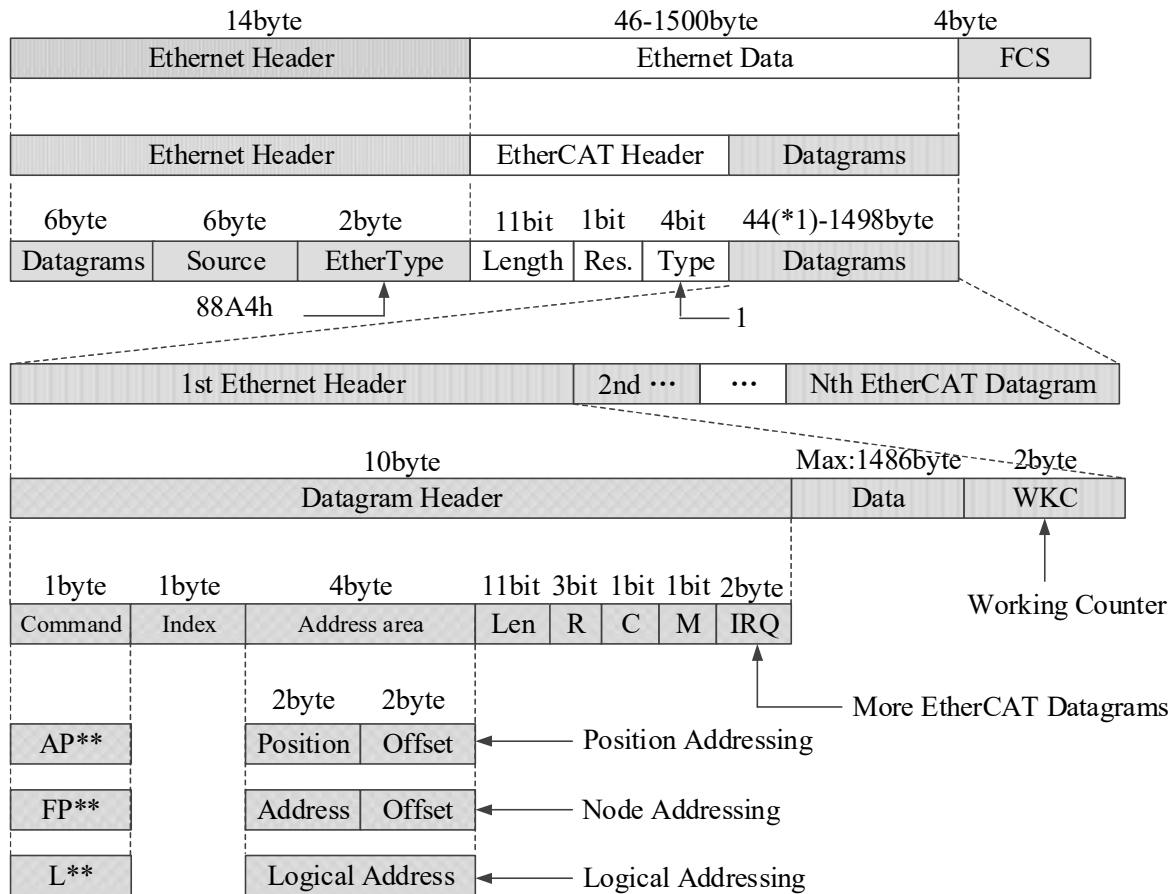 14byte 46-1500byte 4byte
Ethernet Header Ethernet Data FCS
Ethernet Header EtherCAT Header Datagrams
6byte 6byte 2byte 11bit 1bit 4bit 44(*1)-1498byte
Datagrams Source EtherType Length Res. Type Datagrams
88A4h 1
1st Ethernet Header 2nd ··· ··· Nth EtherCAT Datagram
10byte Max:1486byte 2byte
Datagram Header Data WKC
1byte 1byte 4byte 11bit 3bit 1bit 1bit 2byte
Working Counter
Command Index Address area Len R C M IRQ
2byte 2byte
More EtherCAT Datagrams
AP** Position Offset Position Addressing
FP** Address Offset Node Addressing
L** Logical Address Logical Addressing